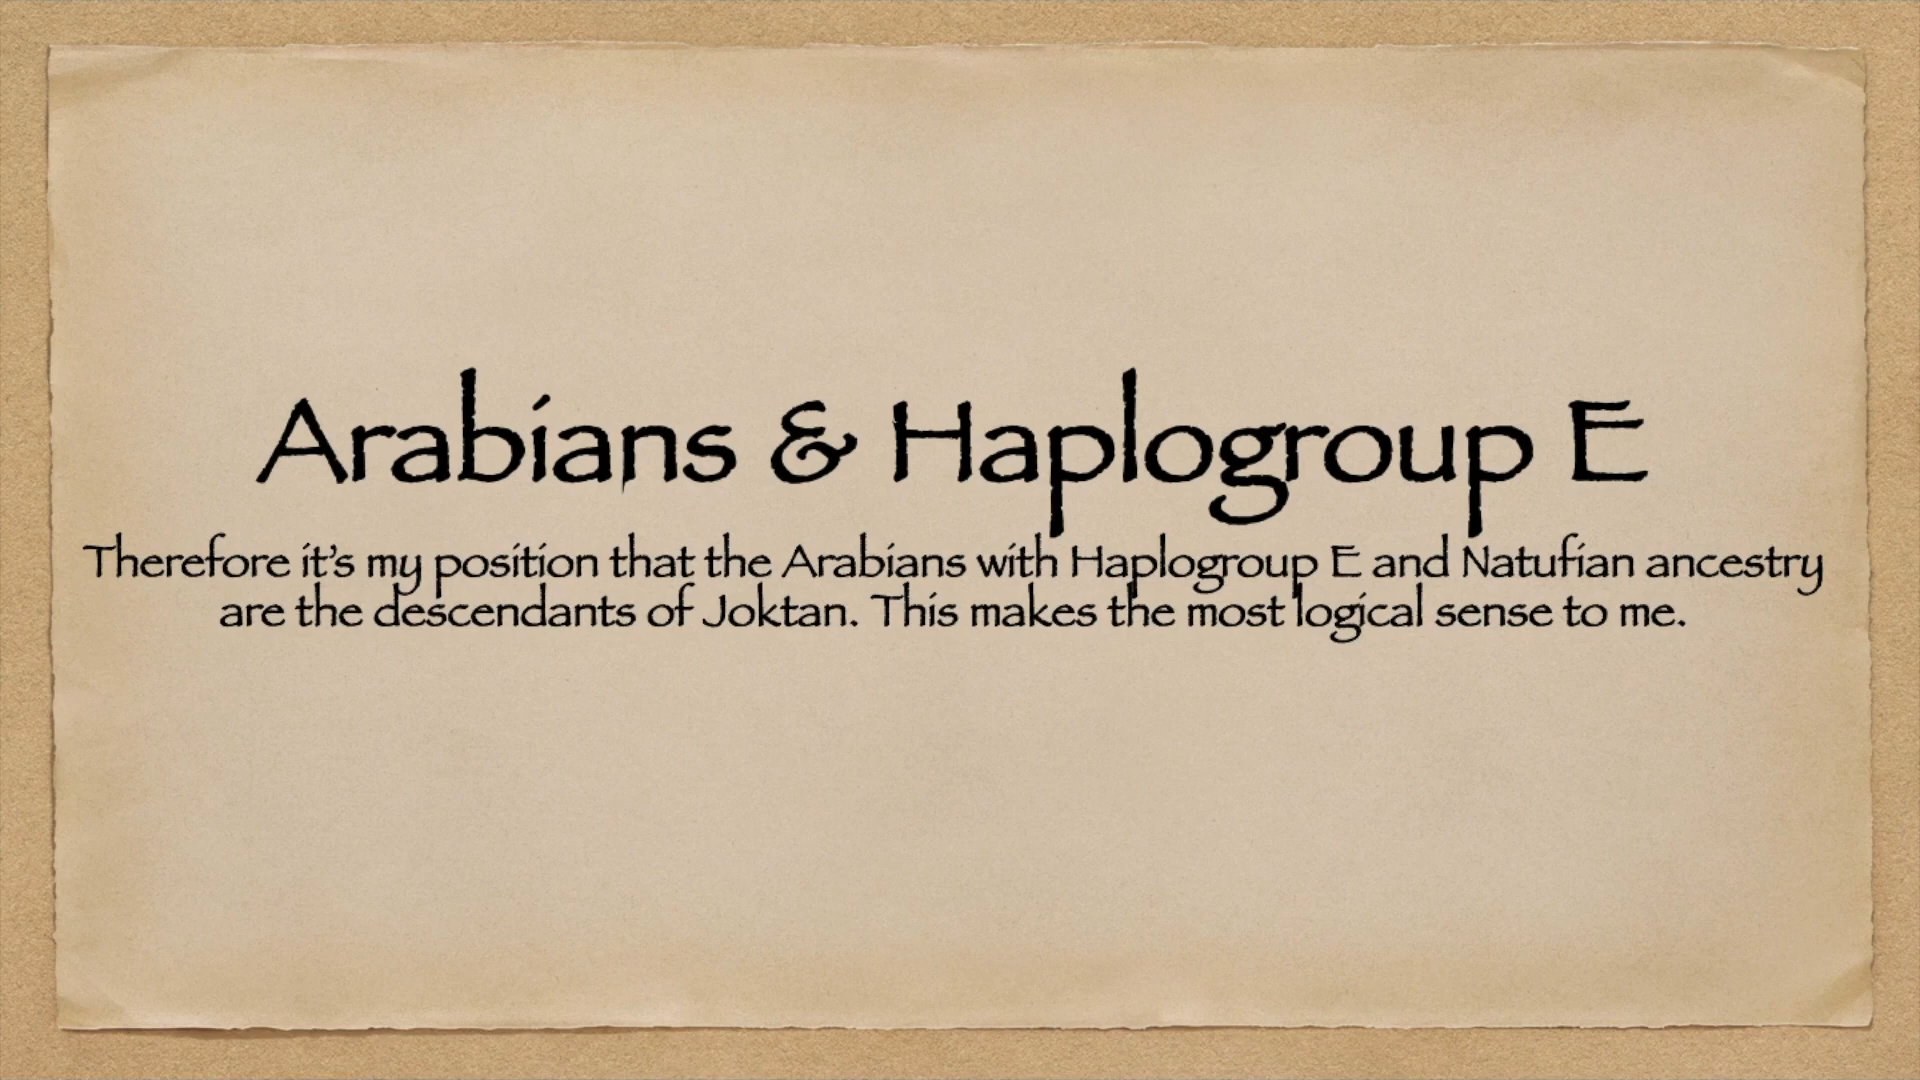 Arabians & Haplogroup E
Therefore it's my position that the Arabians with Haplogroup E and Natufian ancestry
are the descendants of Joktan. This makes the most logical sense to me.